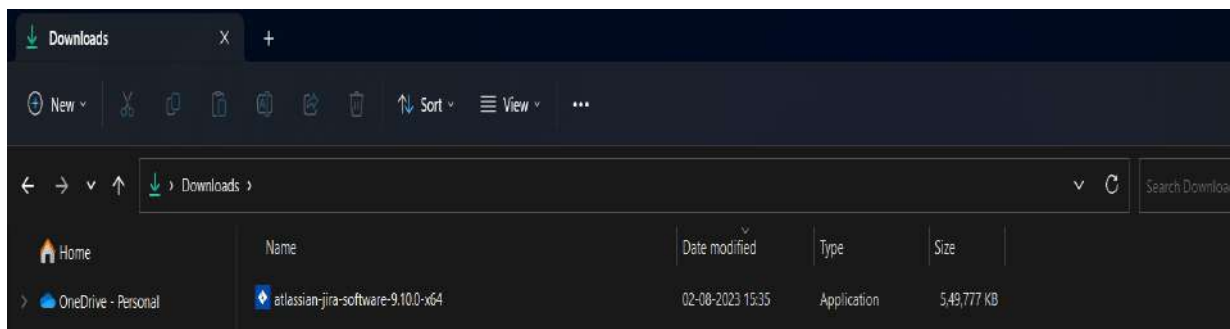 Downloads X +
New Sort View •••
Downloads > Search Downloa
Home Name Date modified Type Size
OneDrive - Personal atlassian-jira-software-9.10.0-x64 02-08-2023 15:35 Application 5,49,777 KB